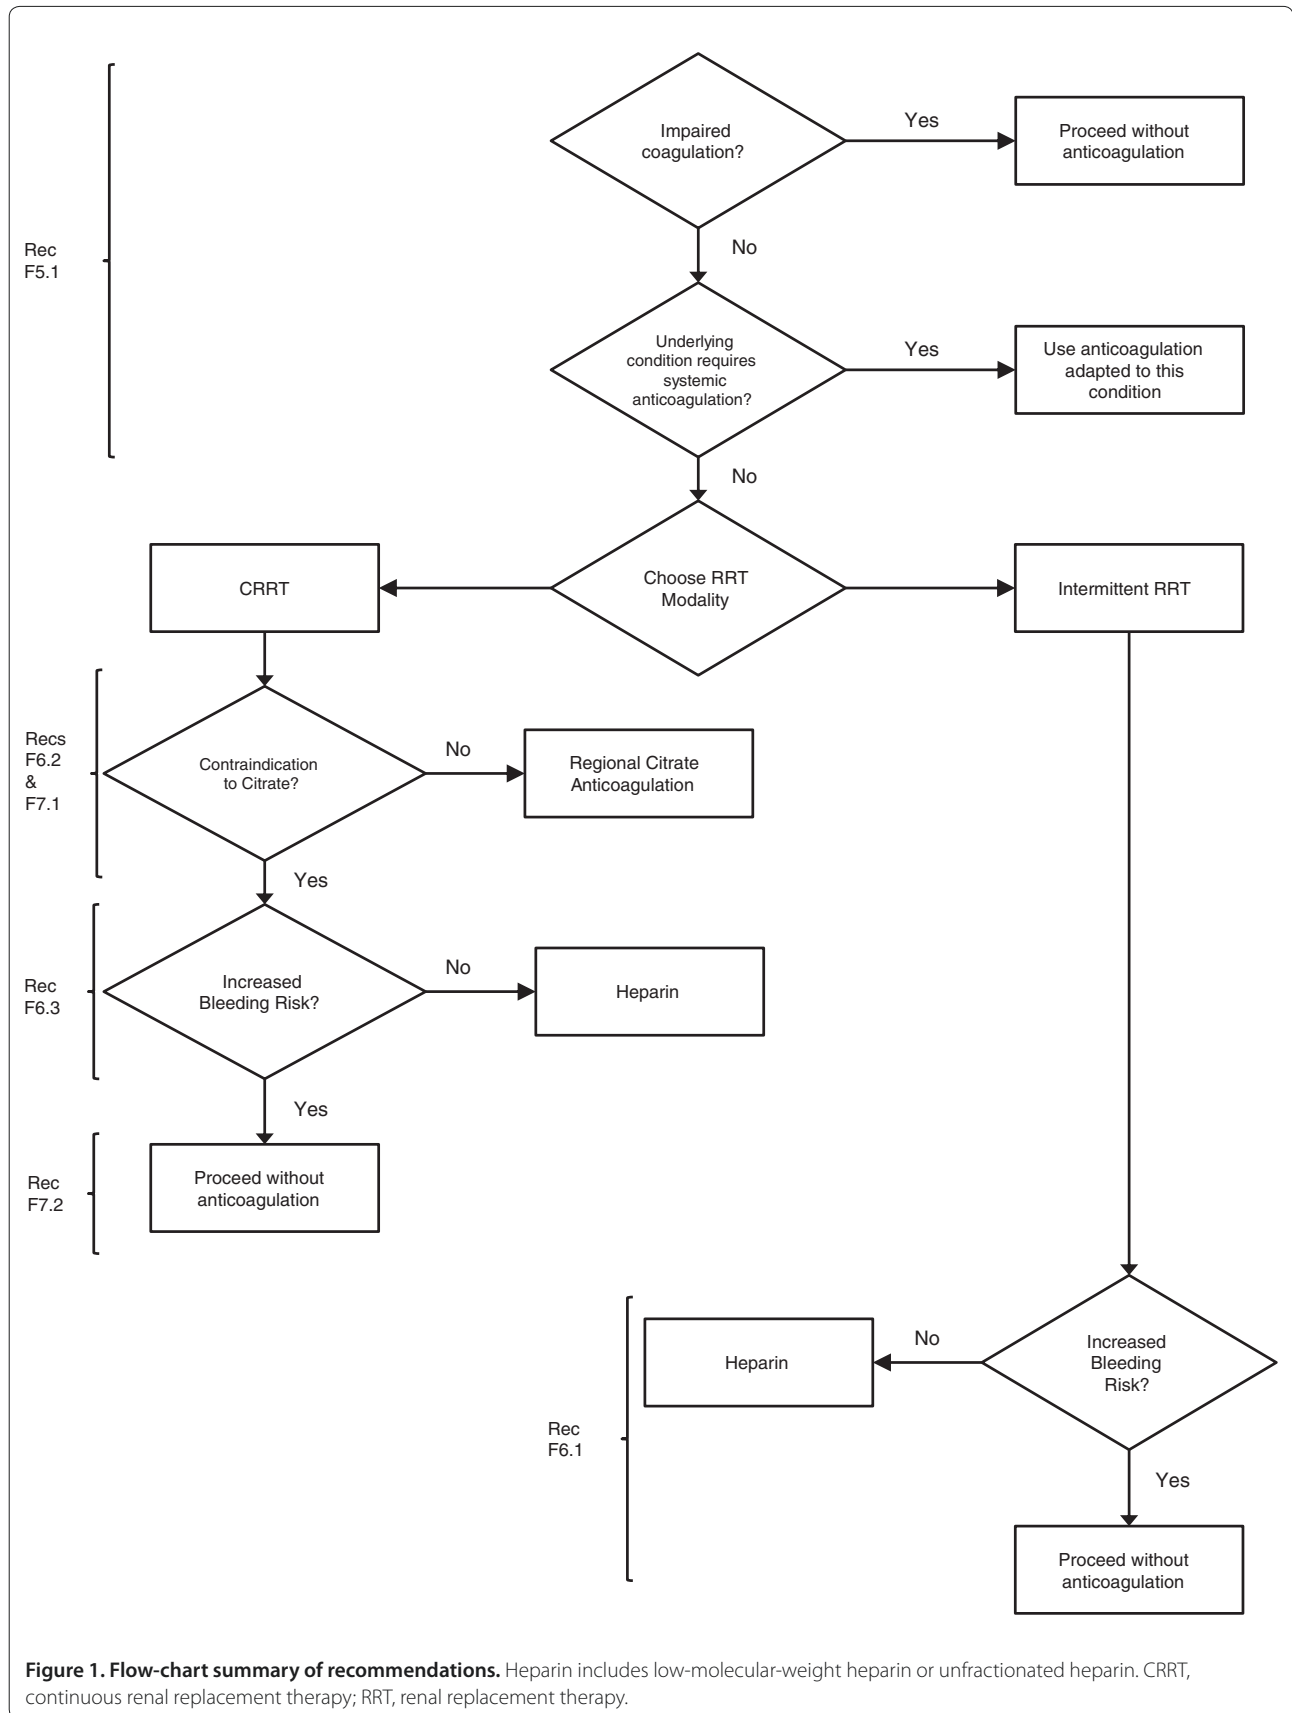 Impaired
coagulation?
Yes
Proceed without
anticoagulation
No
Rec
F5.1
Underlying
condition requires
systemic
anticoagulation?
Yes
Use anticoagulation
adapted to this
condition
No
CRRT
Choose RRT
Modality
Intermittent RRT
Recs
F6.2
&
F7.1
Contraindication
to Citrate?
No
Regional Citrate
Anticoagulation
Yes
Rec
F6.3
Increased
Bleeding Risk?
No
Heparin
Yes
Rec
F7.2
Proceed without
anticoagulation
Rec
F6.1
Heparin
No
Increased
Bleeding
Risk?
Yes
Proceed without
anticoagulation
Figure 1. Flow-chart summary of recommendations. Heparin includes low-molecular-weight heparin or unfractionated heparin. CRRT,
continuous renal replacement therapy; RRT, renal replacement therapy.